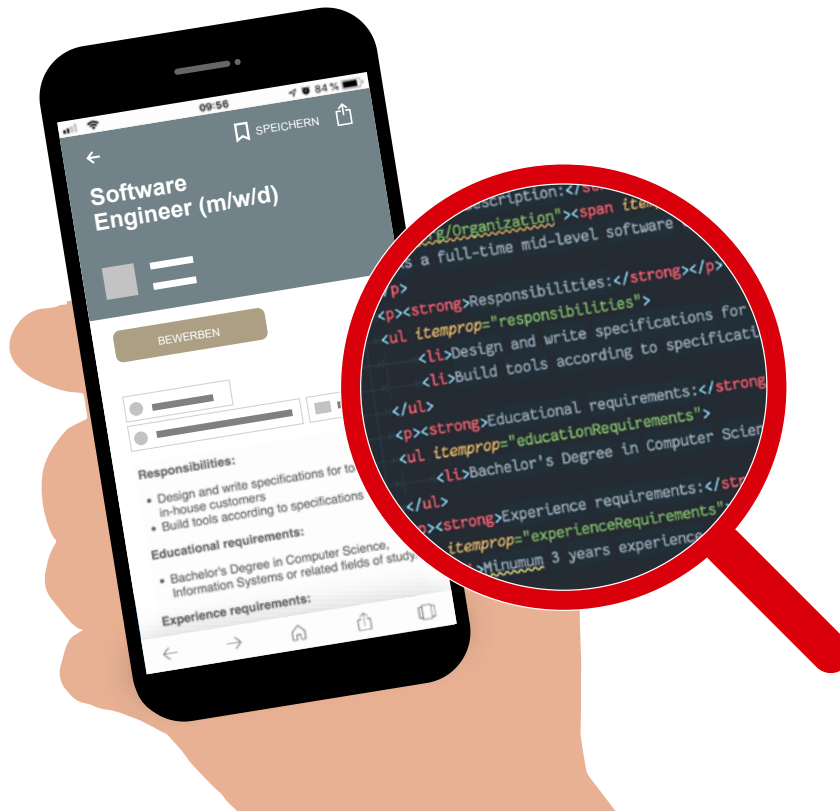 09:56
84 %
SPEICHERN
Software
Engineer (m/w/d)
BEWERBEN
Responsibilities:
• Design and write specifications for to
in-house customers
• Build tools according to specifications
Educational requirements:
• Bachelor's Degree in Computer Science,
Information Systems or related fields of study.
Experience requirements:
scription:</s
rg/Organization"><span item
s a full-time mid-level software
/p>
<p><strong>Responsibilities:</strong></p>
<ul itemprop="responsibilities">
<li>Design and write specifications for
<li>Build tools according to specificati
</ul>
<p><strong>Educational requirements:</strong
<ul itemprop="educationRequirements">
<li>Bachelor's Degree in Computer Scien
</ul>
p><strong>Experience requirements:</str
itemprop="experienceRequirements"
>Minumum 3 years experience